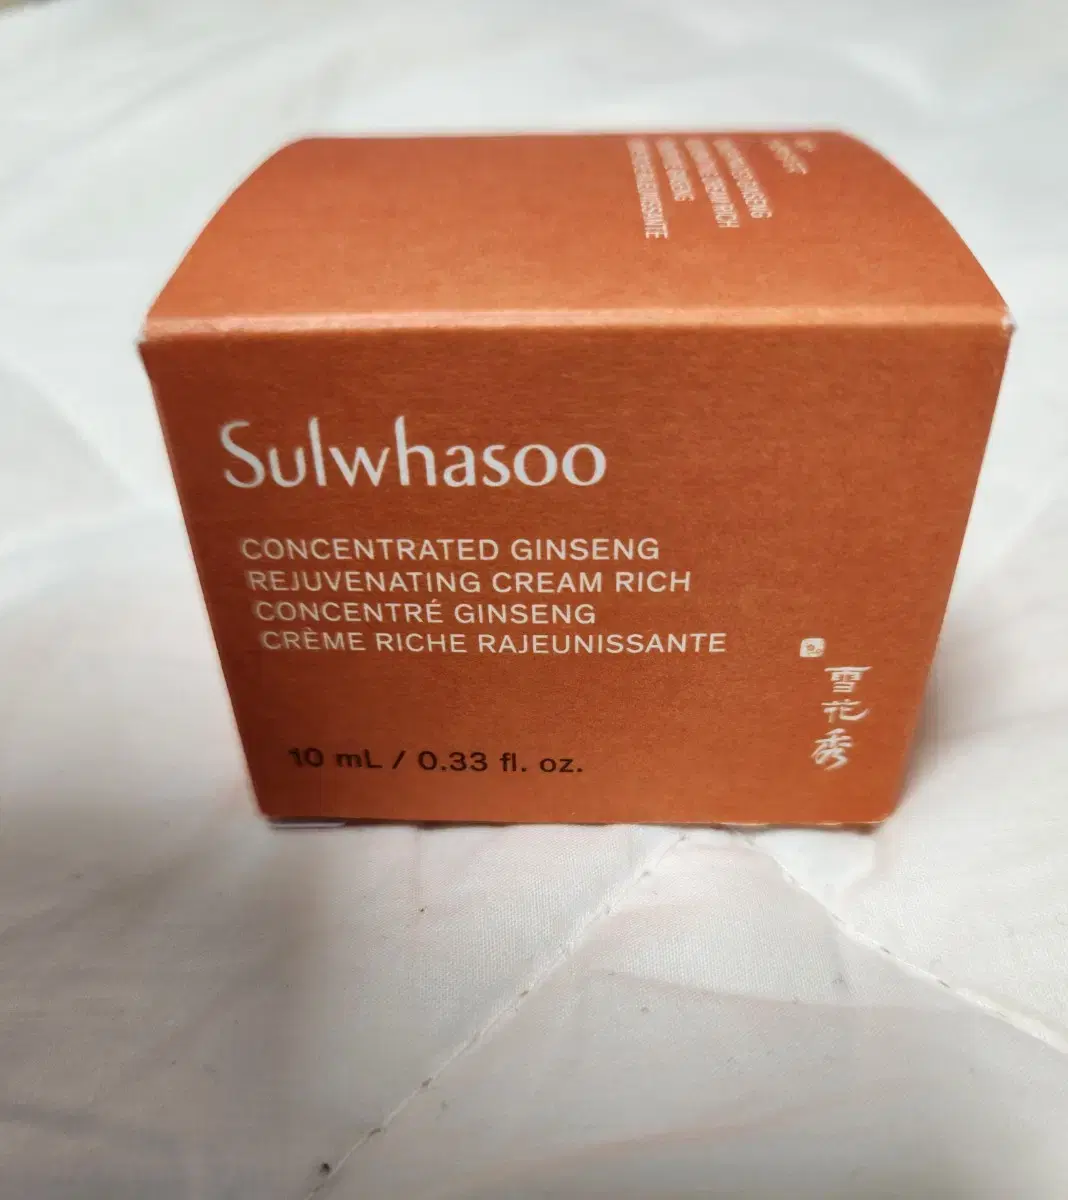 Sulwhasoo
CONCENTRATED GINSENG
REJUVENATING CREAM RICH
CONCENTRÉ GINSENG
CRÈME RICHE RAJEUNISSANTE
10 mL / 0.33 fl. oz.
雪花秀